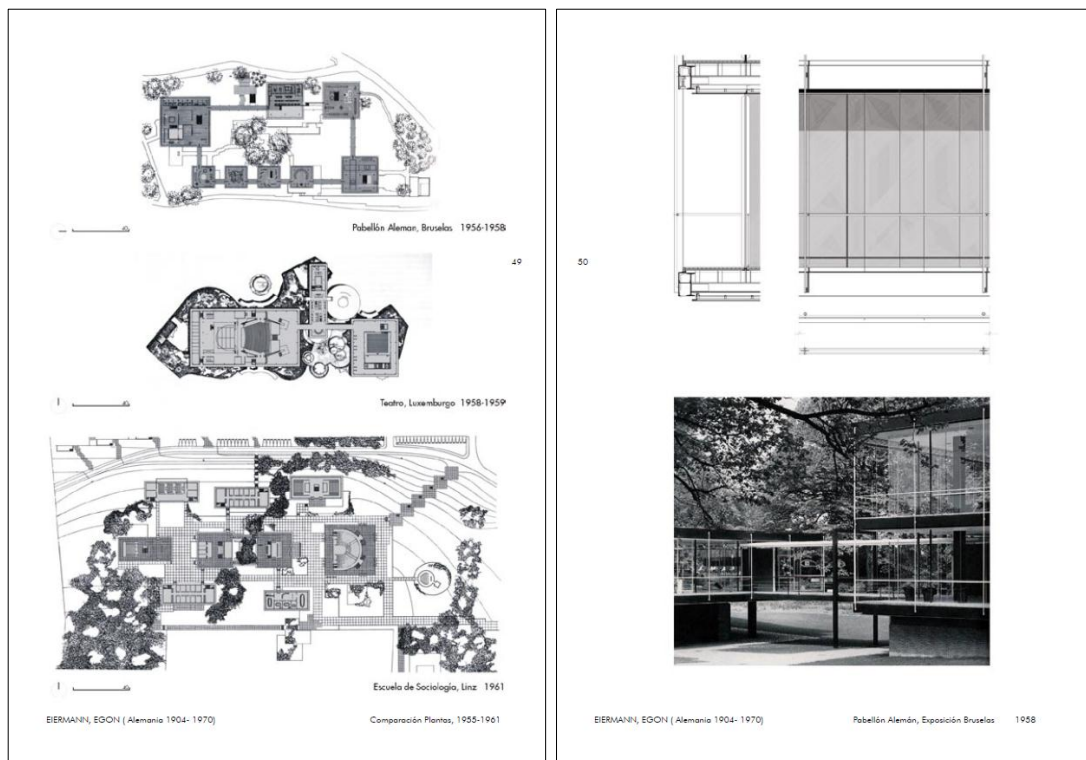 Pabellón Aleman, Bruselas 1956-1958
49
Teatro, Luxemburgo 1958-1959
Escuela de Sociología, Linz 1961
EIERMANN, EGON ( Alemania 1904- 1970)
Comparación Plantas, 1955-1961
50
EIERMANN, EGON ( Alemania 1904- 1970)
Pabellón Alemán, Exposición Bruselas 1958